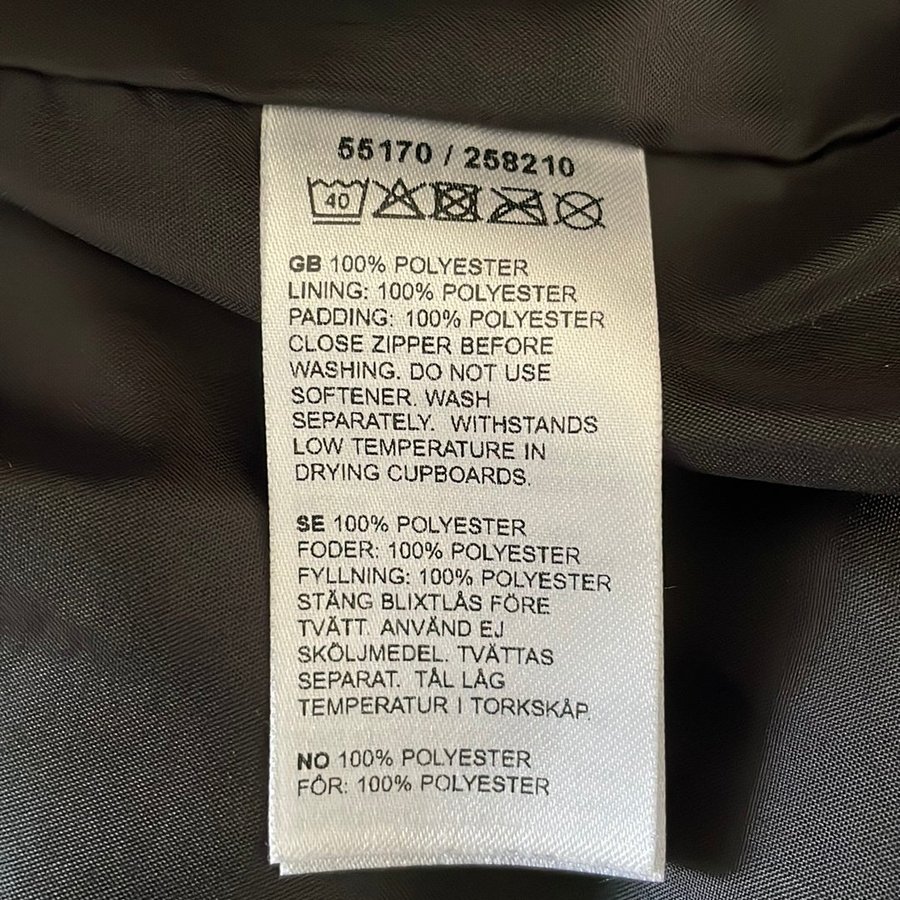 55170 / 258210
40
GB 100% POLYESTER
LINING: 100% POLYESTER
PADDING: 100% POLYESTER
CLOSE ZIPPER BEFORE
WASHING. DO NOT USE
SOFTENER. WASH
SEPARATELY. WITHSTANDS
LOW TEMPERATURE IN
DRYING CUPBOARDS.
SE 100% POLYESTER
FODER: 100% POLYESTER
FYLLNING: 100% POLYESTER
STÄNG BLIXTLÅS FÖRE
TVÄTT. ANVÄND EJ
SKÖLJMEDEL. TVÄTTAS
SEPARAT. TÅL LÅG
TEMPERATUR I TORKSKÅP.
NO 100% POLYESTER
FÔR: 100% POLYESTER